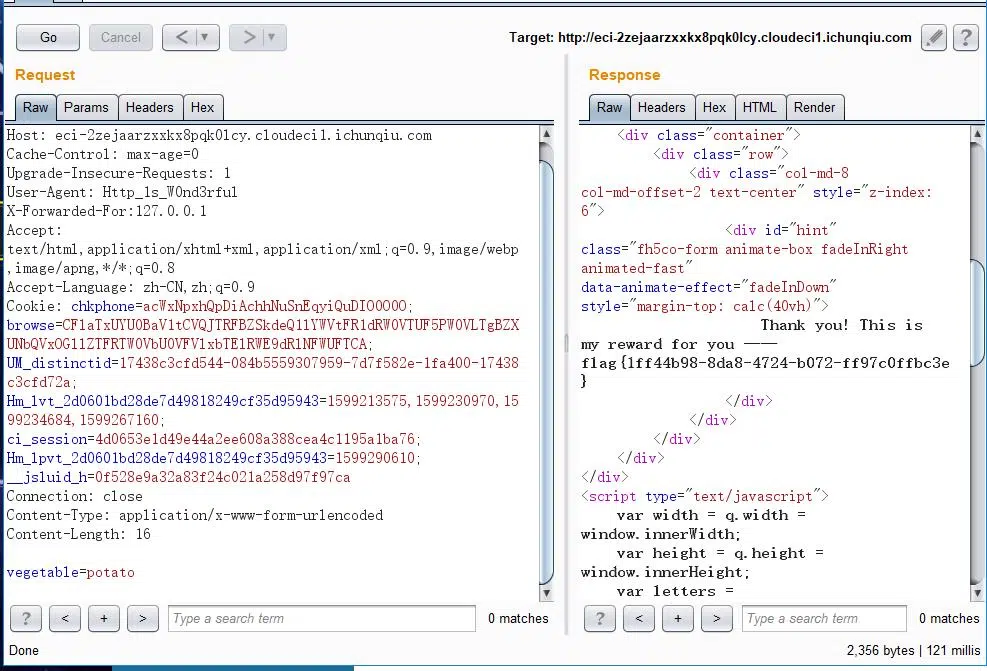 Go
Cancel
<
>
Target: http://eci-2zejaarzxxkx8pqk0lcy.cloudeci1.ichunqiu.com
?
Request
Raw
Params
Headers
Hex
Host: eci-2zejaarzxxkx8pqk0lcy.cloudeci1.ichunqiu.com
Cache-Control: max-age=0
Upgrade-Insecure-Requests: 1
User-Agent: Http_1s_W0nd3rful
X-Forwarded-For:127.0.0.1
Accept:
text/html,application/xhtml+xml,application/xml;q=0.9,image/webp
,image/apng,*/*;q=0.8
Accept-Language: zh-CN,zh;q=0.9
Cookie: chkphone=acWxNpxhQpDiAchhNuSnEqyiQuDIO0O0O;
browse=CFlaTxUYU0BaV1tCVQJTRFBZSkdeQ11YWVtFR1dRW0VTUF5PW0VLTgBZX
UNbQVxOG11ZTFRTW0VbU0VFV1xbTE1RWE9dR1NFWUFTCA;
UM_distinctid=17438c3cfd544-084b5559307959-7d7f582e-1fa400-17438
c3cfd72a;
Hm_lvt_2d0601bd28de7d49818249cf35d95943=1599213575,1599230970,15
99234684,1599267160;
ci_session=4d0653e1d49e44a2ee608a388cea4c1195a1ba76;
Hm_lpvt_2d0601bd28de7d49818249cf35d95943=1599290610;
__jsluid_h=0f528e9a32a83f24c021a258d97f97ca
Connection: close
Content-Type: application/x-www-form-urlencoded
Content-Length: 16
vegetable=potato
?
<
+
>
Type a search term
0 matches
Response
Raw
Headers
Hex
HTML
Render
<div class="container">
<div class="row">
<div class="col-md-8
col-md-offset-2 text-center" style="z-index:
6">
<div id="hint"
class="fh5co-form animate-box fadeInRight
animated-fast"
data-animate-effect="fadeInDown"
style="margin-top: calc(40vh)">
Thank you! This is
my reward for you ——
flag{1ff44b98-8da8-4724-b072-ff97c0ffbc3e
}
</div>
</div>
</div>
</div>
</div>
<script type="text/javascript">
var width = q.width =
window.innerWidth;
var height = q.height =
window.innerHeight;
var letters =
?
<
+
>
Type a search term
0 matches
Done
2,356 bytes | 121 millis